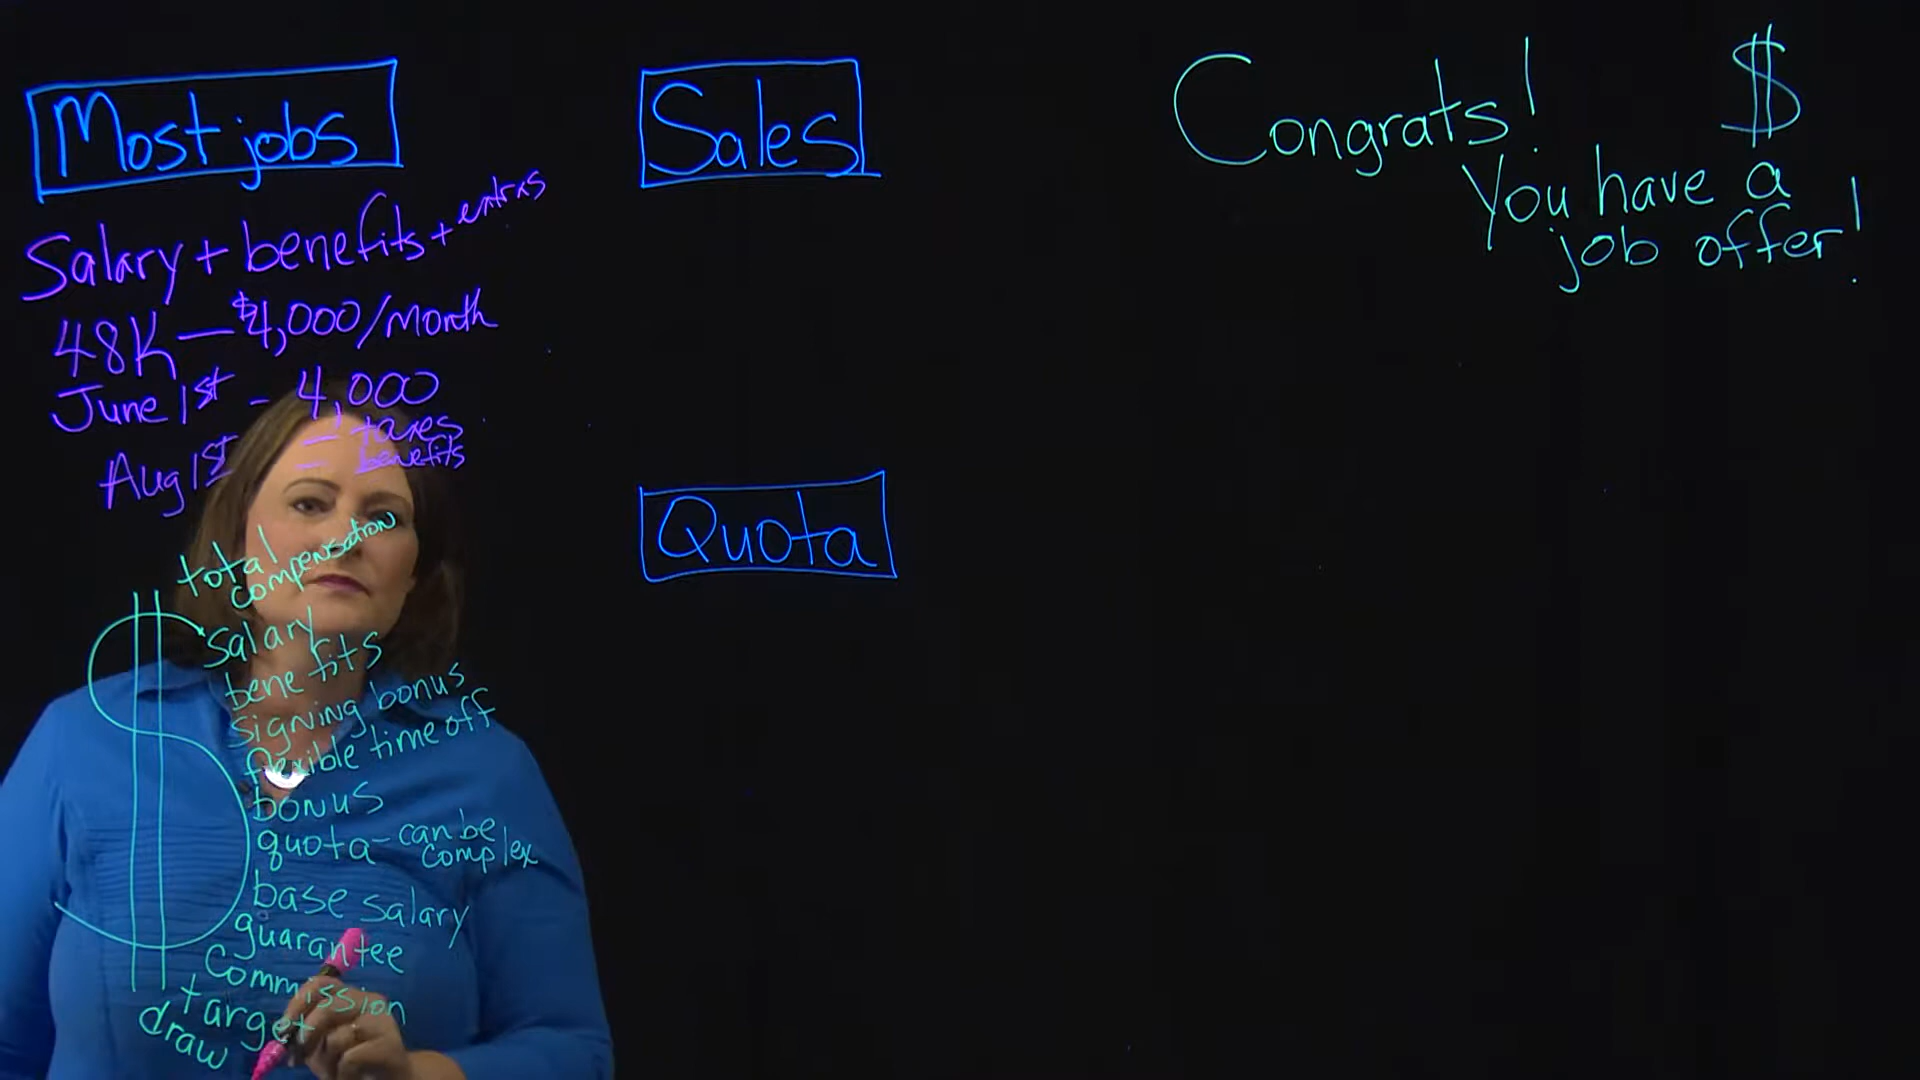 Most jobs
Salary + benefits + extras
48K — $4,000/month
June 1st - 4,000
- taxes
Aug 1st - benefits
total
compensation
salary
benefits
signing bonus
flexible time off
bonus
quota - can be
complex
base salary
guarantee
Commission
target
draw
Sales
Quota
Congrats! $
You have a
job offer!